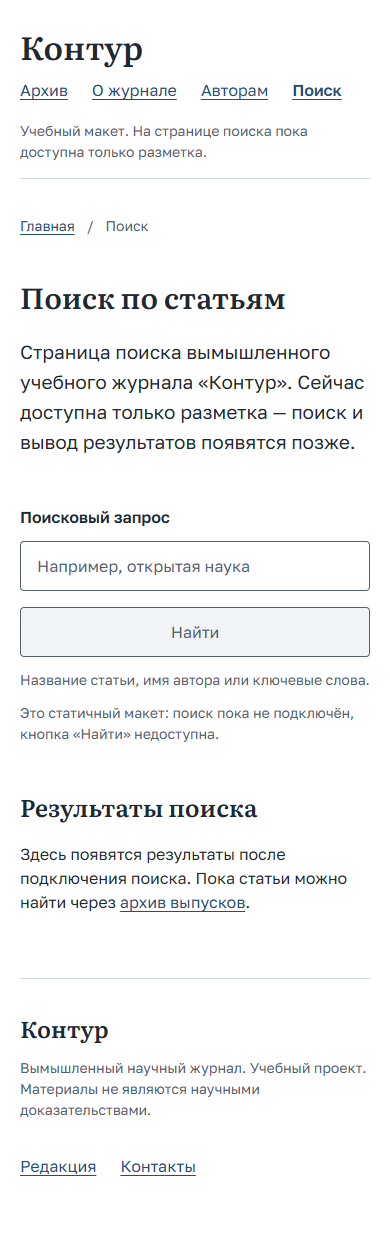 Контур
Архив О журнале Авторам Поиск
Учебный макет. На странице поиска пока
доступна только разметка.
Главная / Поиск
Поиск по статьям
Страница поиска вымышленного
учебного журнала «Контур». Сейчас
доступна только разметка — поиск и
вывод результатов появятся позже.
Поисковый запрос
Например, открытая наука
Найти
Название статьи, имя автора или ключевые слова.
Это статичный макет: поиск пока не подключён,
кнопка «Найти» недоступна.
Результаты поиска
Здесь появятся результаты после
подключения поиска. Пока статьи можно
найти через архив выпусков.
Контур
Вымышленный научный журнал. Учебный проект.
Материалы не являются научными
доказательствами.
Редакция Контакты